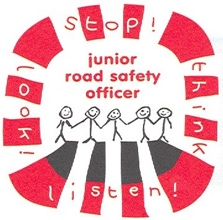 stop!
look!
junior
road safety
officer
think
listen!